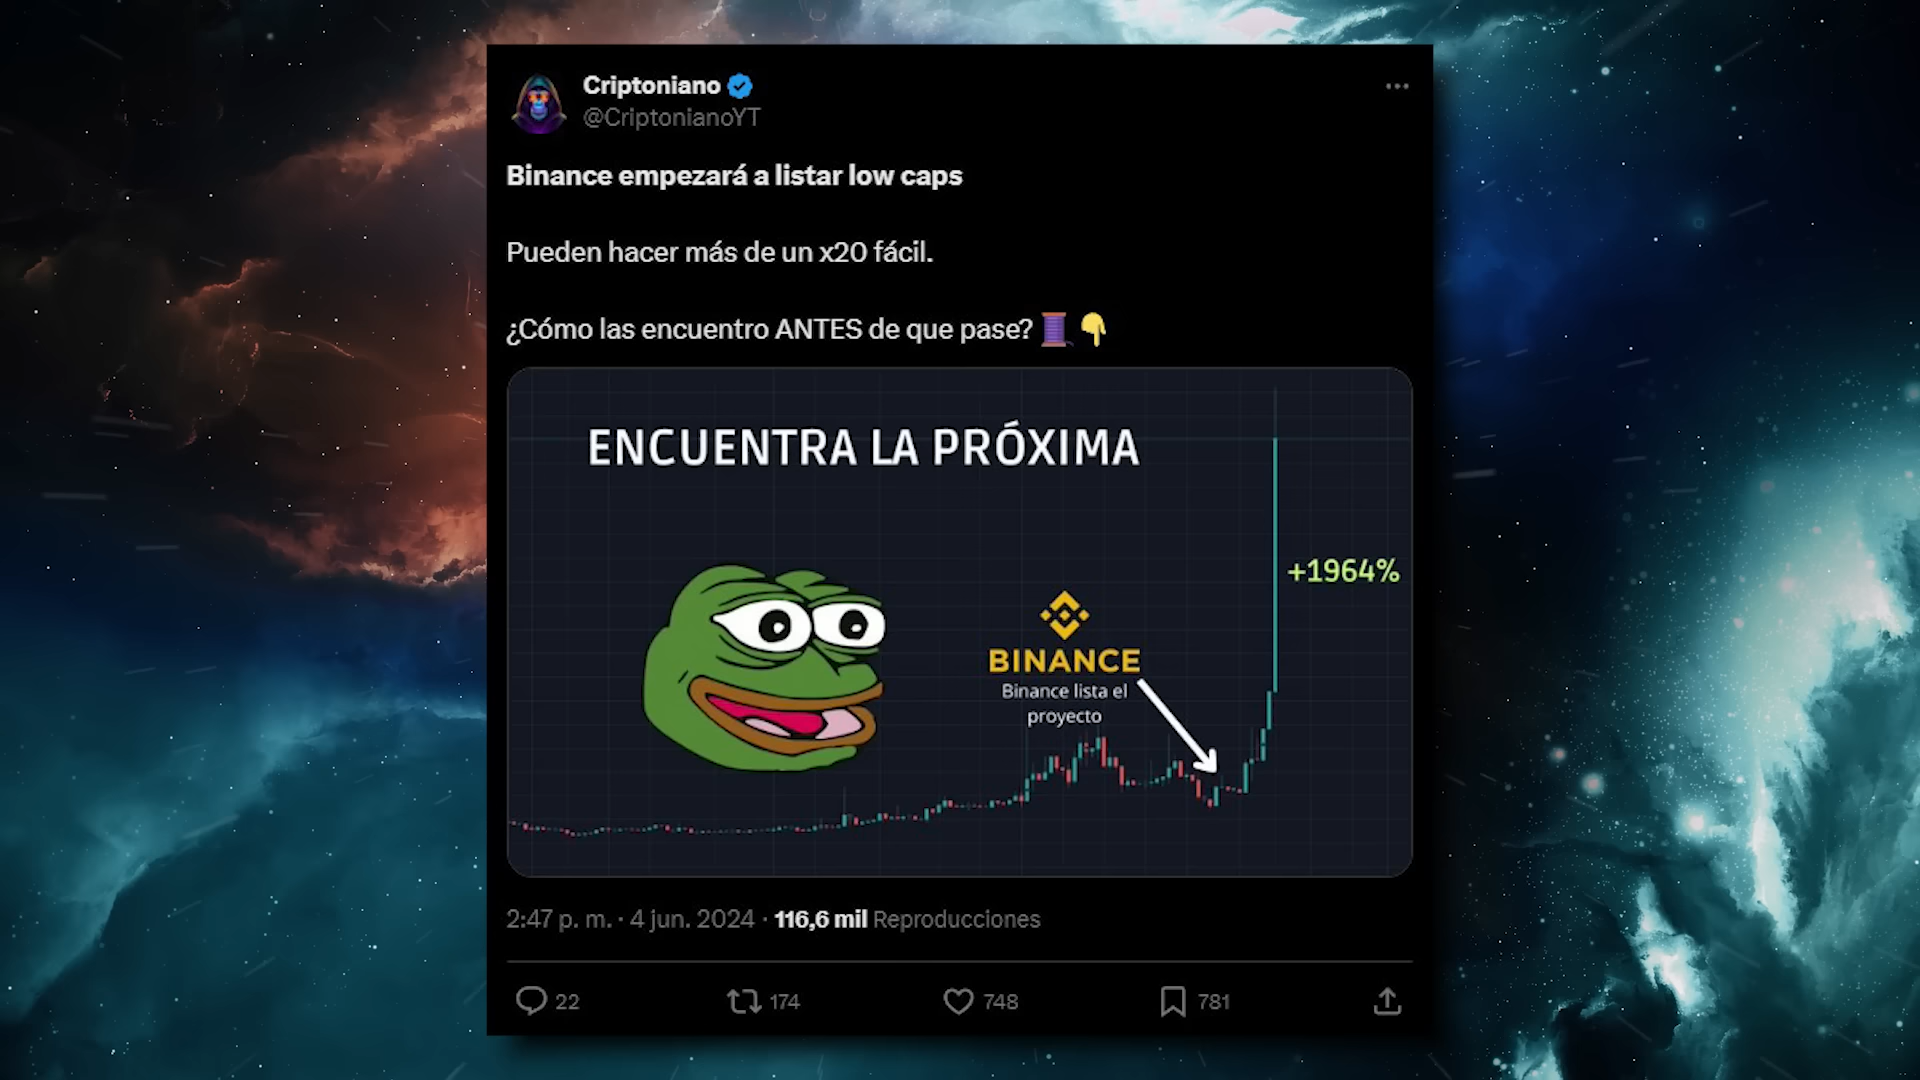 Criptoniano
@CriptonianoYT
Binance empezará a listar low caps
Pueden hacer más de un x20 fácil.
¿Cómo las encuentro ANTES de que pase? 🧵👇
ENCUENTRA LA PRÓXIMA
+1964%
BINANCE
Binance lista el
proyecto
2:47 p. m. · 4 jun. 2024 · 116,6 mil Reproducciones
22 174 748 781